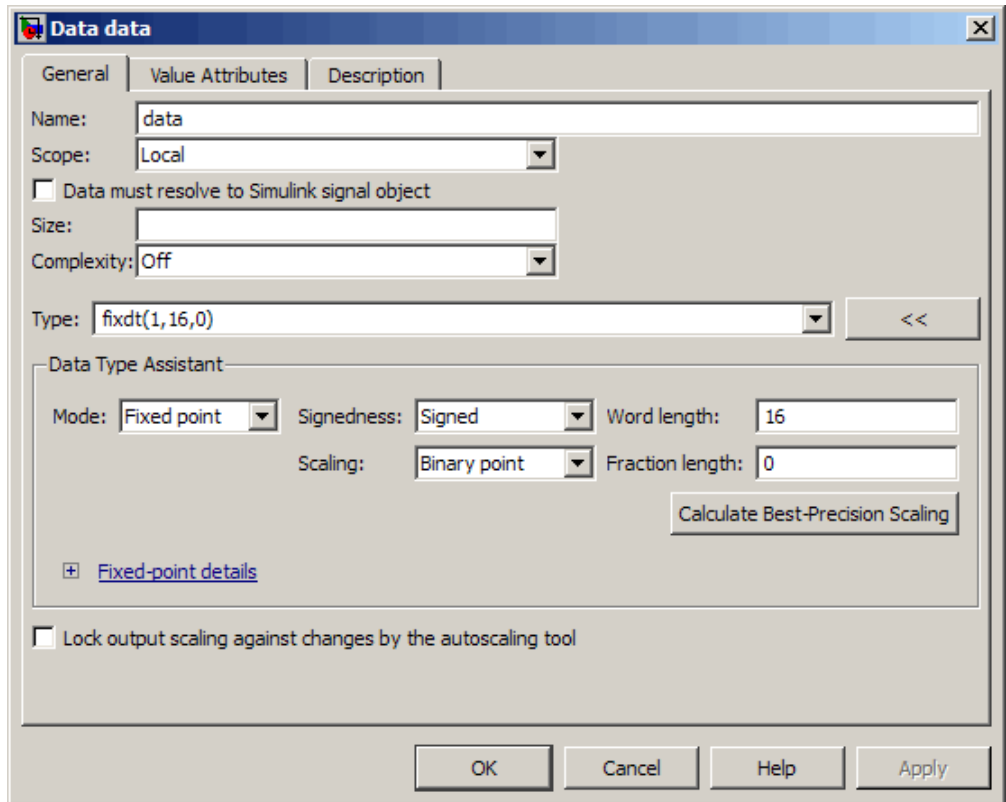 Data data
General Value Attributes Description
Name: data
Scope: Local
Data must resolve to Simulink signal object
Size:
Complexity: Off
Type: fixdt(1,16,0) <<
Data Type Assistant
Mode: Fixed point Signedness: Signed Word length: 16
Scaling: Binary point Fraction length: 0
Calculate Best-Precision Scaling
Fixed-point details
Lock output scaling against changes by the autoscaling tool
OK Cancel Help Apply